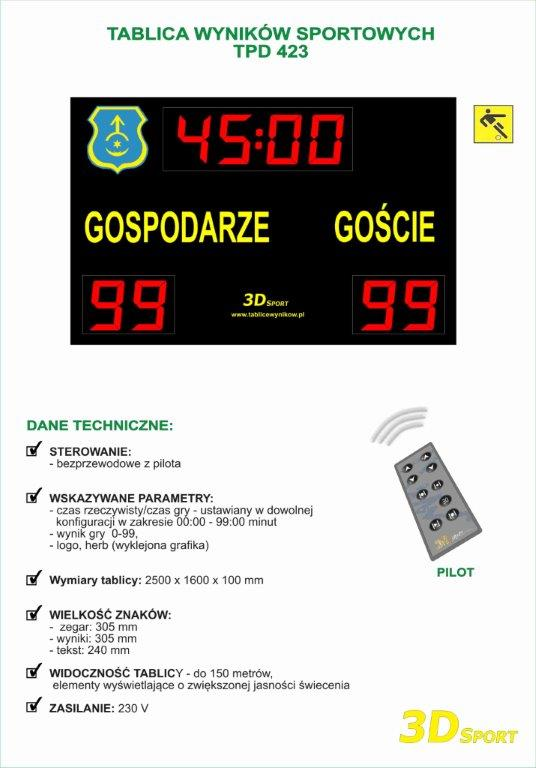 TABLICA WYNIKÓW SPORTOWYCH
TPD 423
45:00
GOSPODARZE GOŚCIE
99 99
3D SPORT
www.tablicewynikow.pl
DANE TECHNICZNE:
STEROWANIE:
- bezprzewodowe z pilota
WSKAZYWANE PARAMETRY:
- czas rzeczywisty/czas gry - ustawiany w dowolnej
konfiguracji w zakresie 00:00 - 99:00 minut
- wynik gry 0-99,
- logo, herb (wyklejona grafika)
PILOT
Wymiary tablicy: 2500 x 1600 x 100 mm
WIELKOŚĆ ZNAKÓW:
- zegar: 305 mm
- wyniki: 305 mm
- tekst: 240 mm
WIDOCZNOŚĆ TABLICY - do 150 metrów,
elementy wyświetlające o zwiększonej jasności świecenia
ZASILANIE: 230 V
3D SPORT